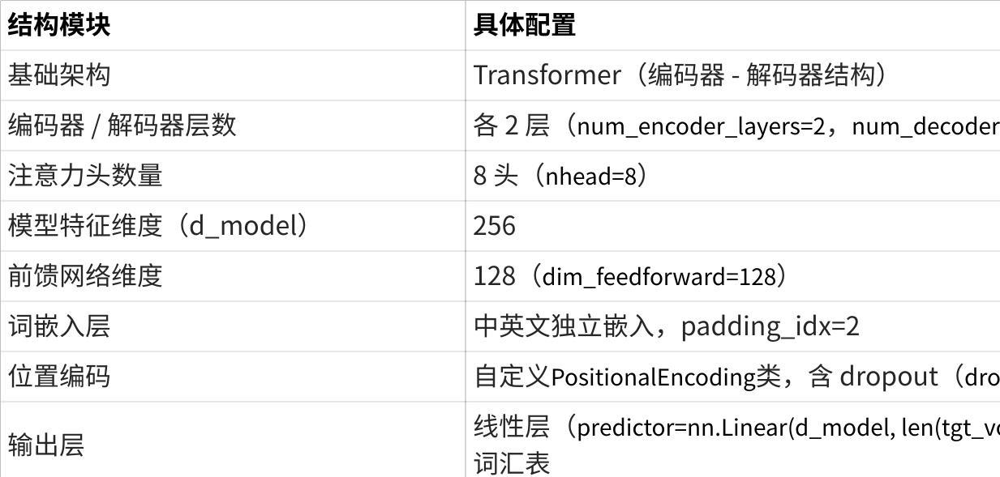 结构模块 具体配置
基础架构 Transformer（编码器 - 解码器结构）
编码器 / 解码器层数 各 2 层（num_encoder_layers=2，num_decoder
注意力头数量 8 头（nhead=8）
模型特征维度（d_model） 256
前馈网络维度 128（dim_feedforward=128）
词嵌入层 中英文独立嵌入，padding_idx=2
位置编码 自定义PositionalEncoding类，含 dropout（dro
输出层 线性层（predictor=nn.Linear(d_model, len(tgt_vo
词汇表